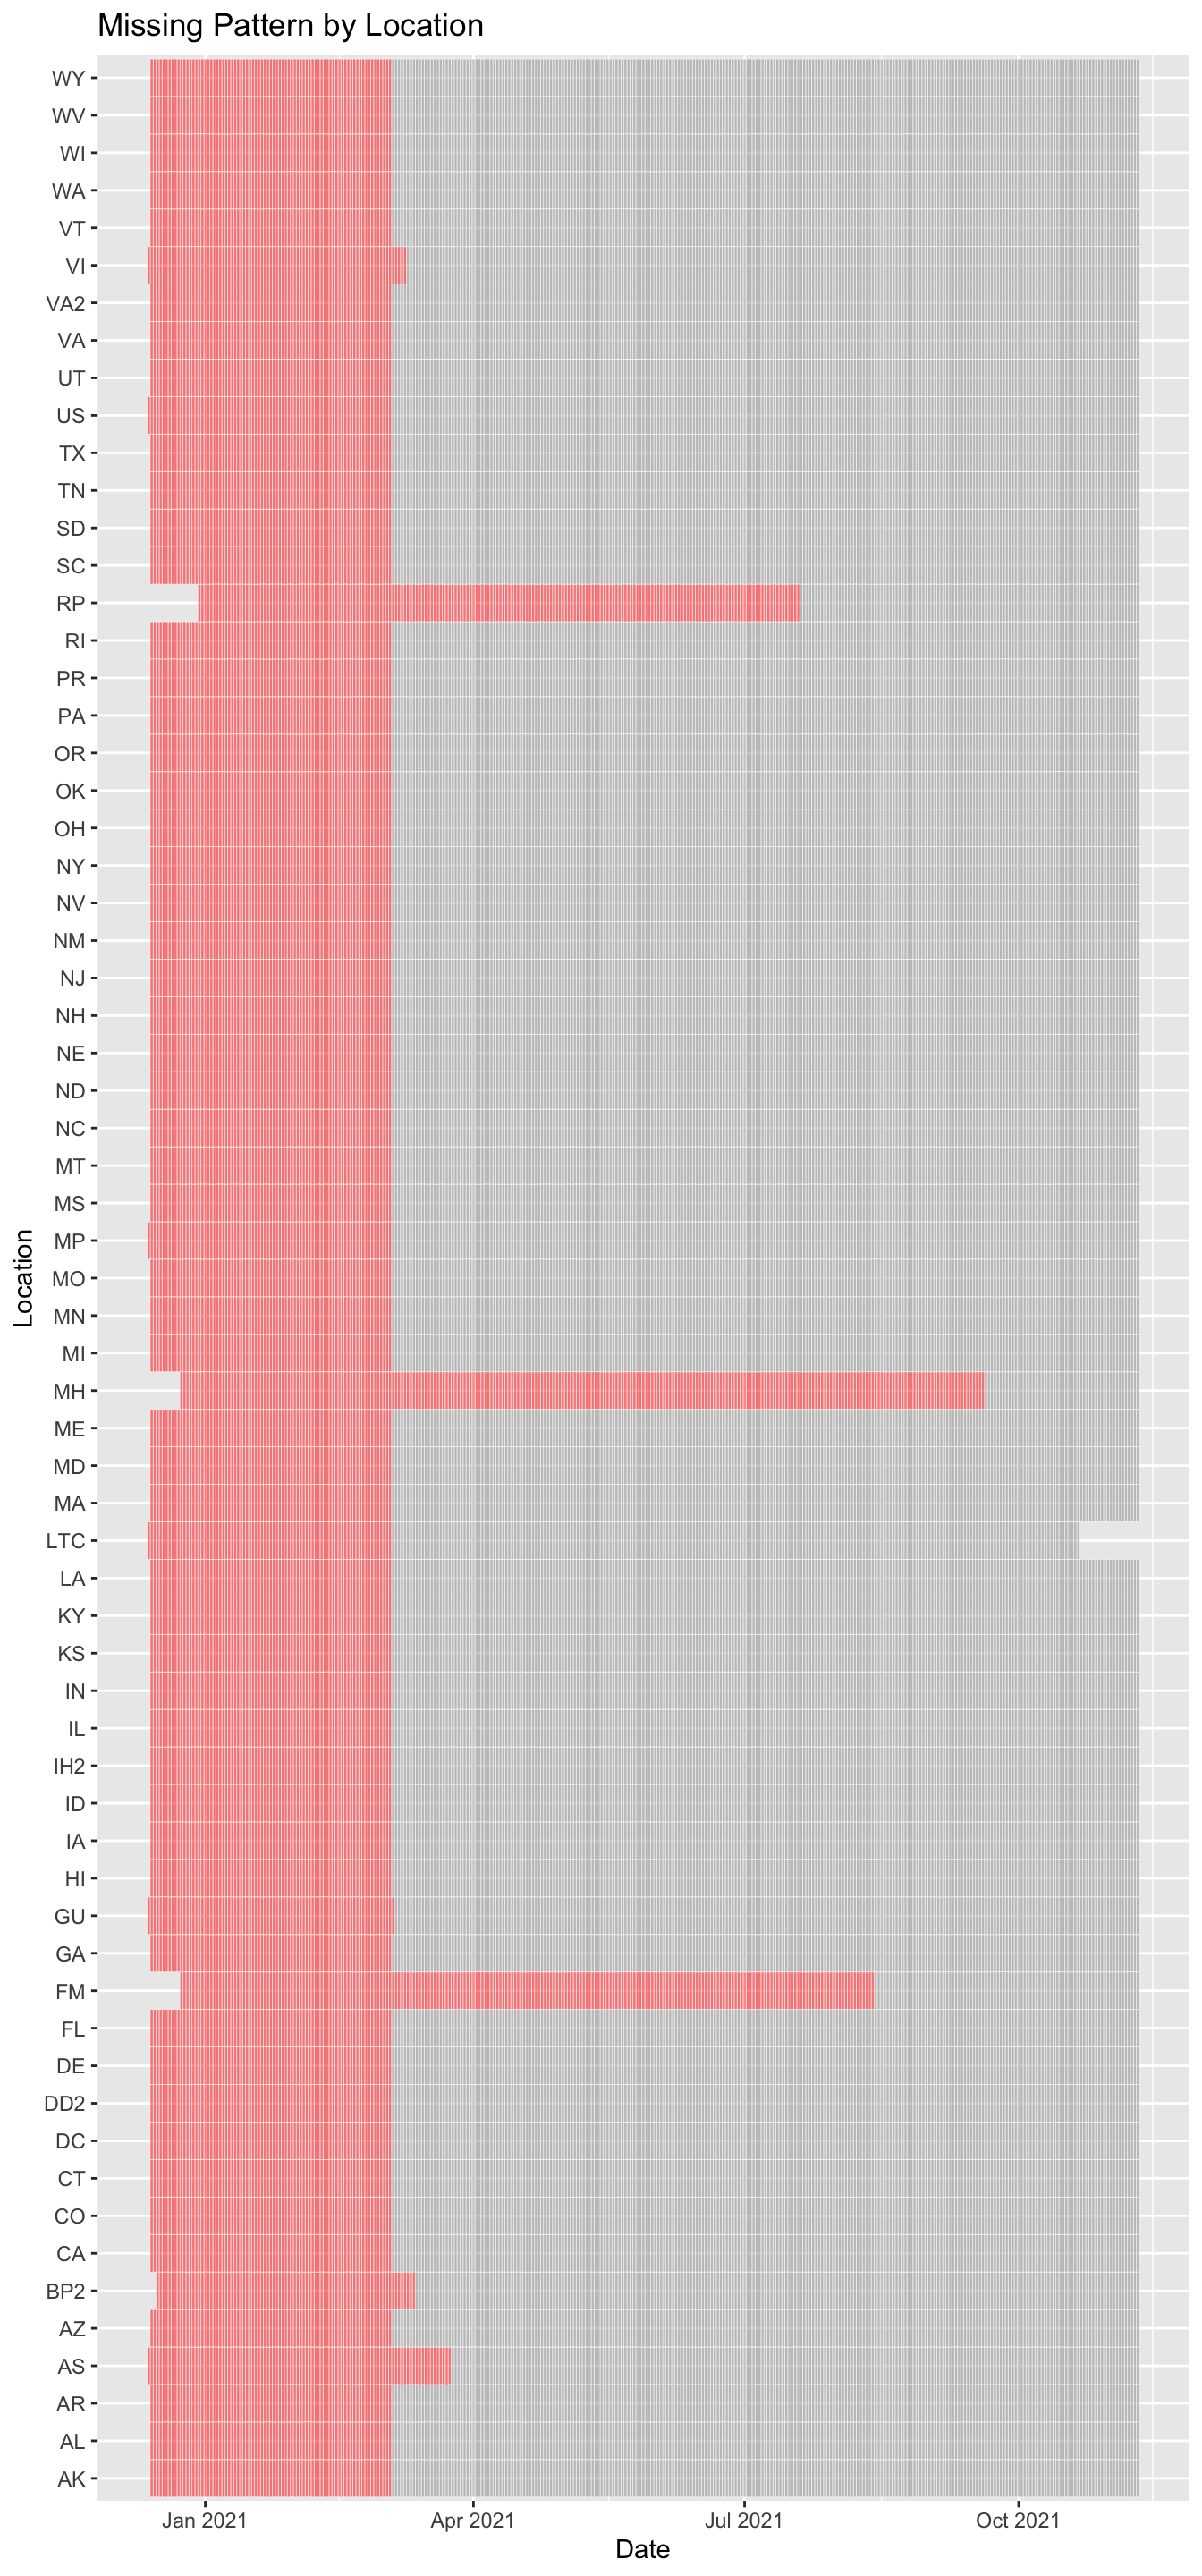 Missing Pattern by Location
WY
WV
WI
WA
VT
VI
VA2
VA
UT
US
TX
TN
SD
SC
RP
RI
PR
PA
OR
OK
OH
NY
NV
NM
NJ
NH
NE
ND
NC
MT
MS
MP
MO
MN
MI
MH
ME
MD
MA
LTC
LA
KY
KS
IN
IL
IH2
ID
IA
HI
GU
GA
FM
FL
DE
DD2
DC
CT
CO
CA
BP2
AZ
AS
AR
AL
AK
Location
Jan 2021 Apr 2021 Jul 2021 Oct 2021
Date